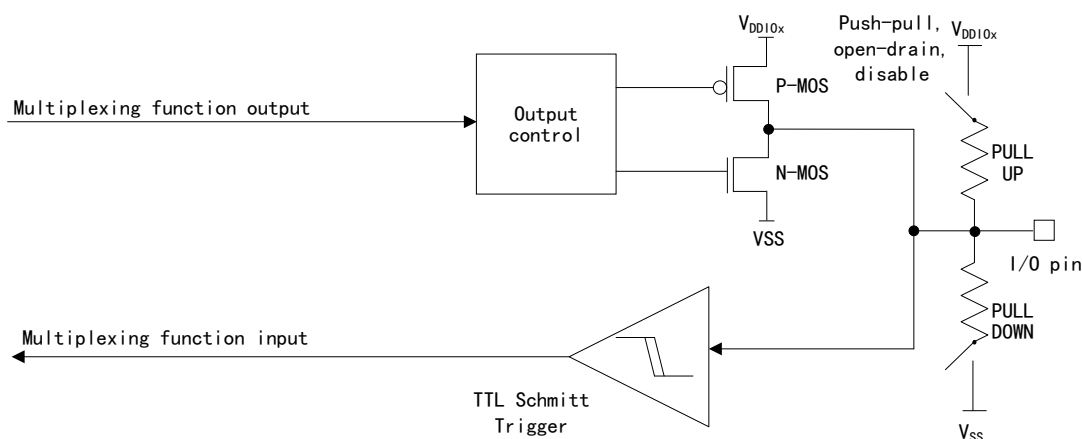 Multiplexing function output
Output
control
VDDIOx
P-MOS
N-MOS
VSS
Push-pull,
open-drain,
disable
VDDIOx
PULL
UP
I/O pin
PULL
DOWN
VSS
Multiplexing function input
TTL Schmitt
Trigger